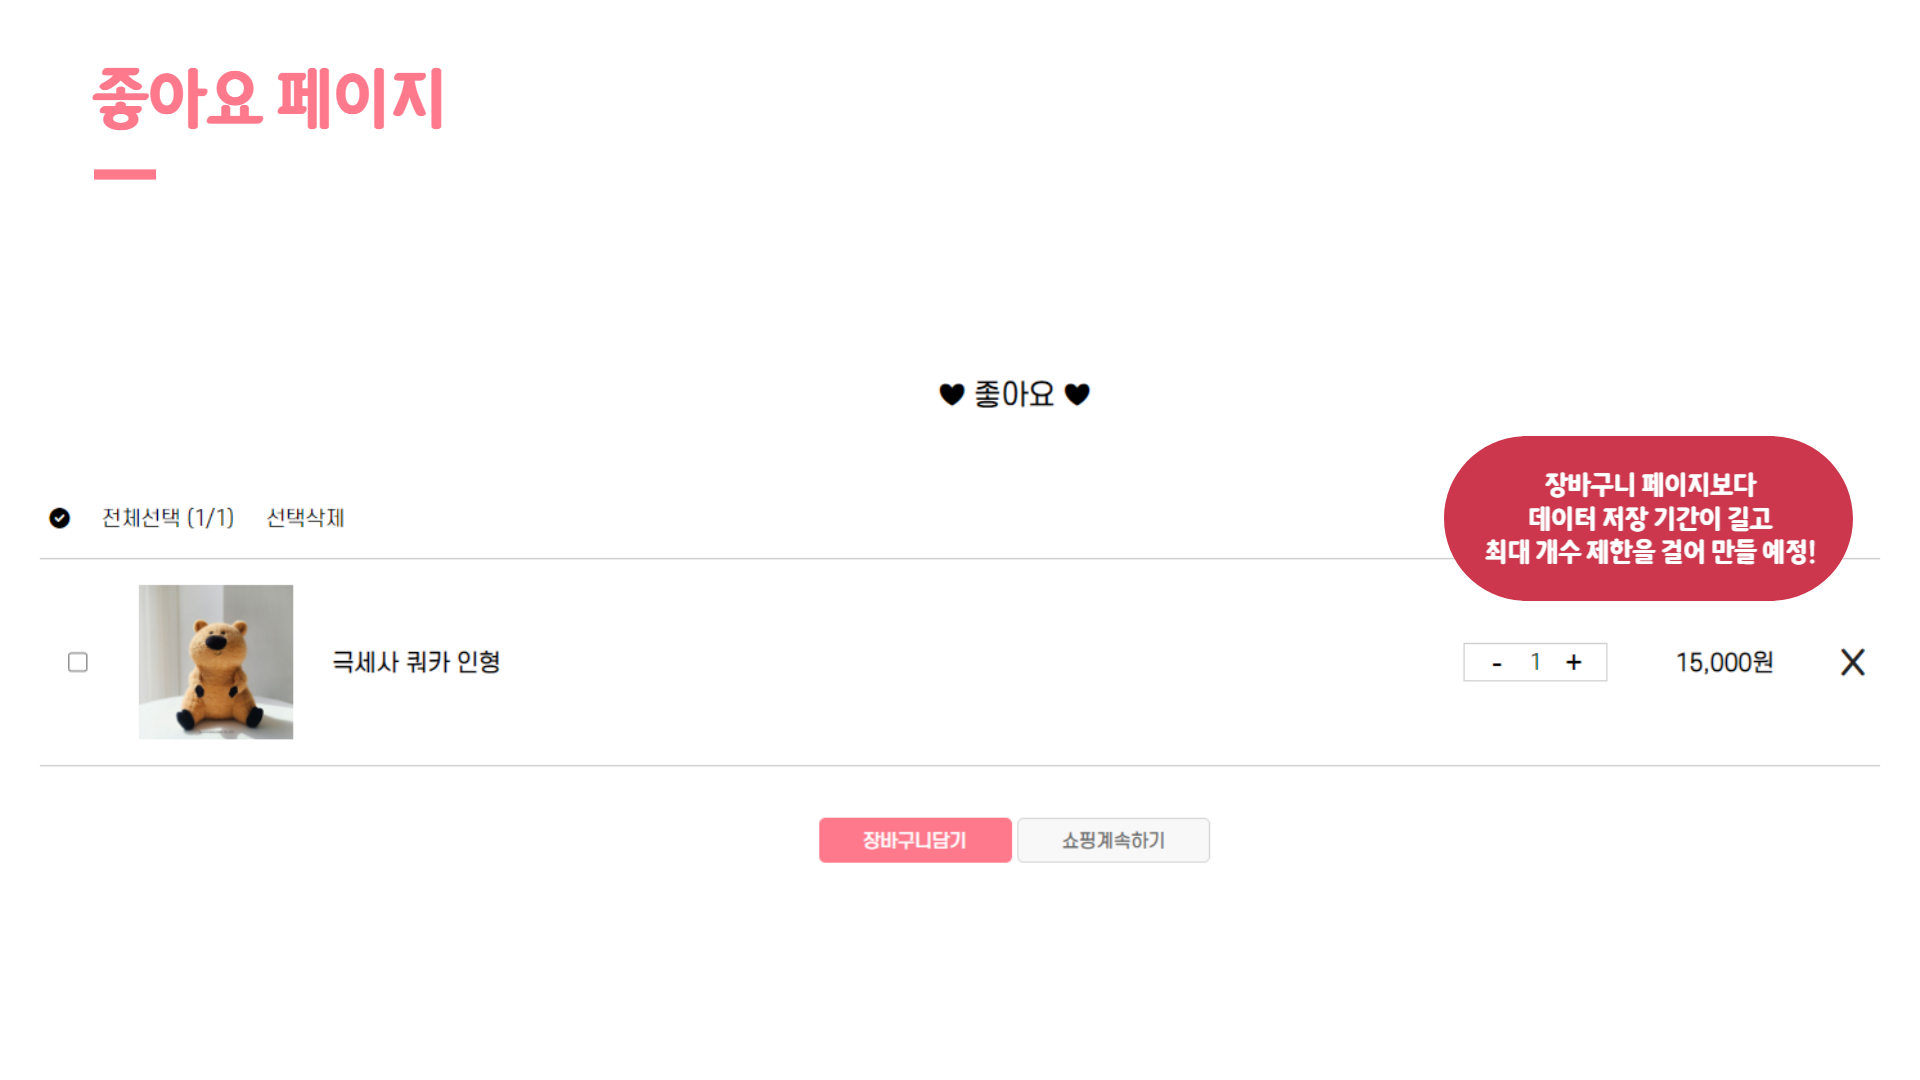 좋아요 페이지
♥ 좋아요 ♥
장바구니 페이지보다
데이터 저장 기간이 길고
최대 개수 제한을 걸어 만들 예정!
전체선택 (1/1) 선택삭제
극세사 쿼카 인형 - 1 + 15,000원 X
장바구니담기 쇼핑계속하기